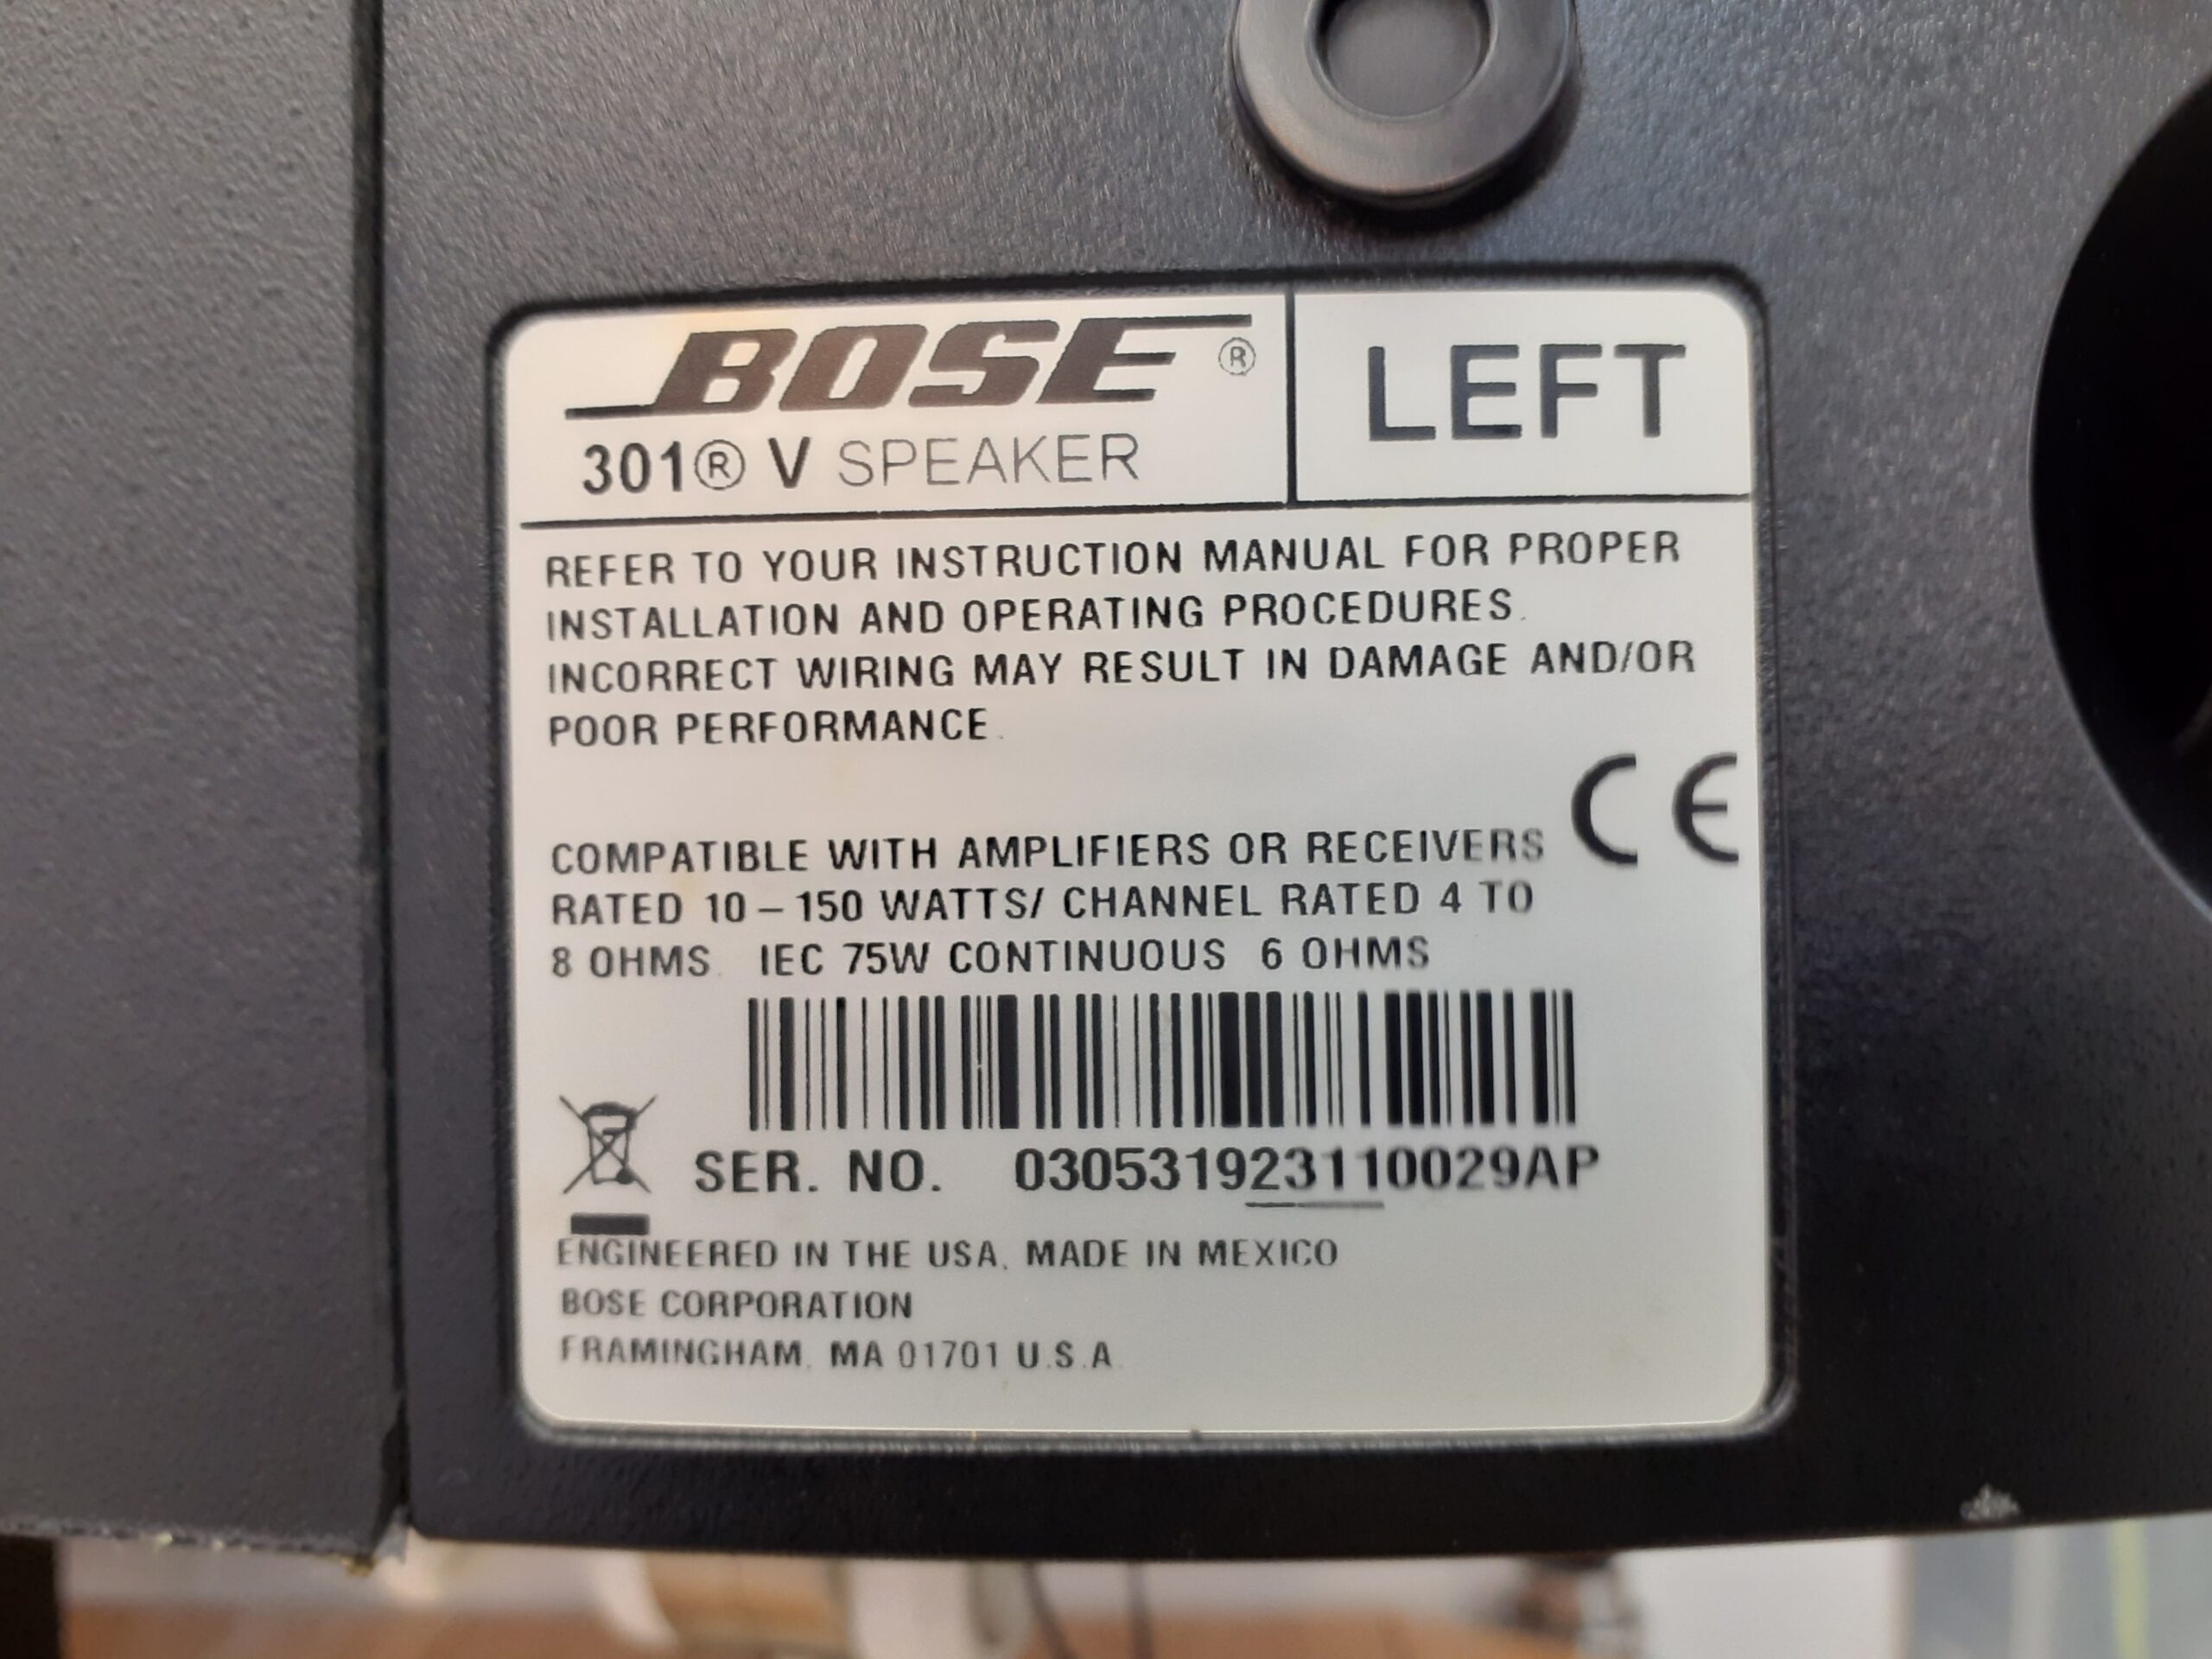 BOSE®
301® V SPEAKER
LEFT
REFER TO YOUR INSTRUCTION MANUAL FOR PROPER
INSTALLATION AND OPERATING PROCEDURES.
INCORRECT WIRING MAY RESULT IN DAMAGE AND/OR
POOR PERFORMANCE.
CE
COMPATIBLE WITH AMPLIFIERS OR RECEIVERS
RATED 10 – 150 WATTS/ CHANNEL RATED 4 TO
8 OHMS. IEC 75W CONTINUOUS 6 OHMS
SER. NO. 030531923110029AP
ENGINEERED IN THE USA, MADE IN MEXICO
BOSE CORPORATION
FRAMINGHAM, MA 01701 U.S.A.